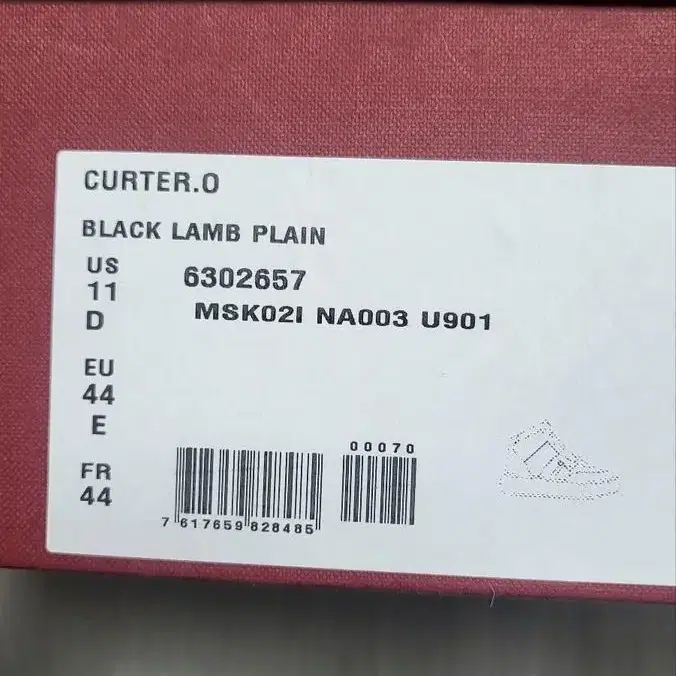 CURTER.O
BLACK LAMB PLAIN
US
11
D
6302657
MSK02I NA003 U901
EU
44
E
FR
44
00070
7 617659 828485